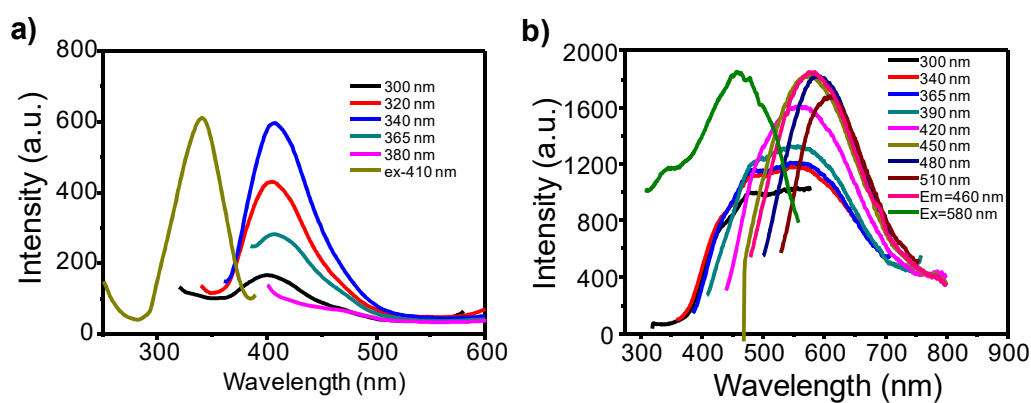 a)
800
600
400
200
0
300
400
500
600
Intensity (a.u.)
Wavelength (nm)
300 nm
320 nm
340 nm
365 nm
380 nm
ex-410 nm
b)
2000
1600
1200
800
400
0
300
400
500
600
700
800
900
Intensity (a.u.)
Wavelength (nm)
300 nm
340 nm
365 nm
390 nm
420 nm
450 nm
480 nm
510 nm
Em=460 nm
Ex=580 nm